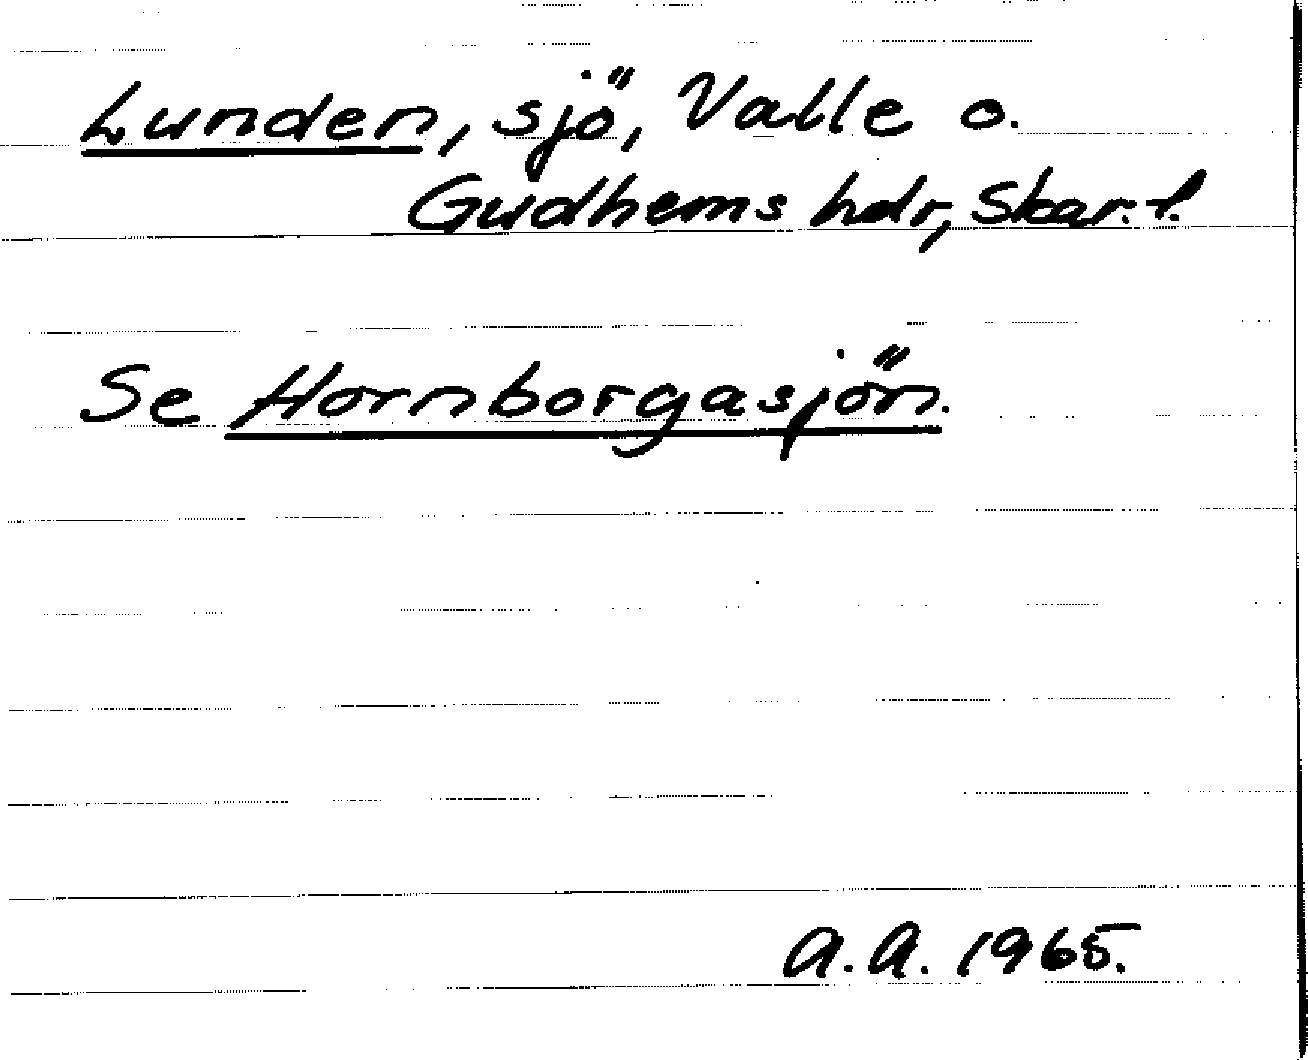 Lunden, sjö, Valle o.
Gudhems hdr, Skar. l.
Se Hornborgasjön.
A.A. 1965.